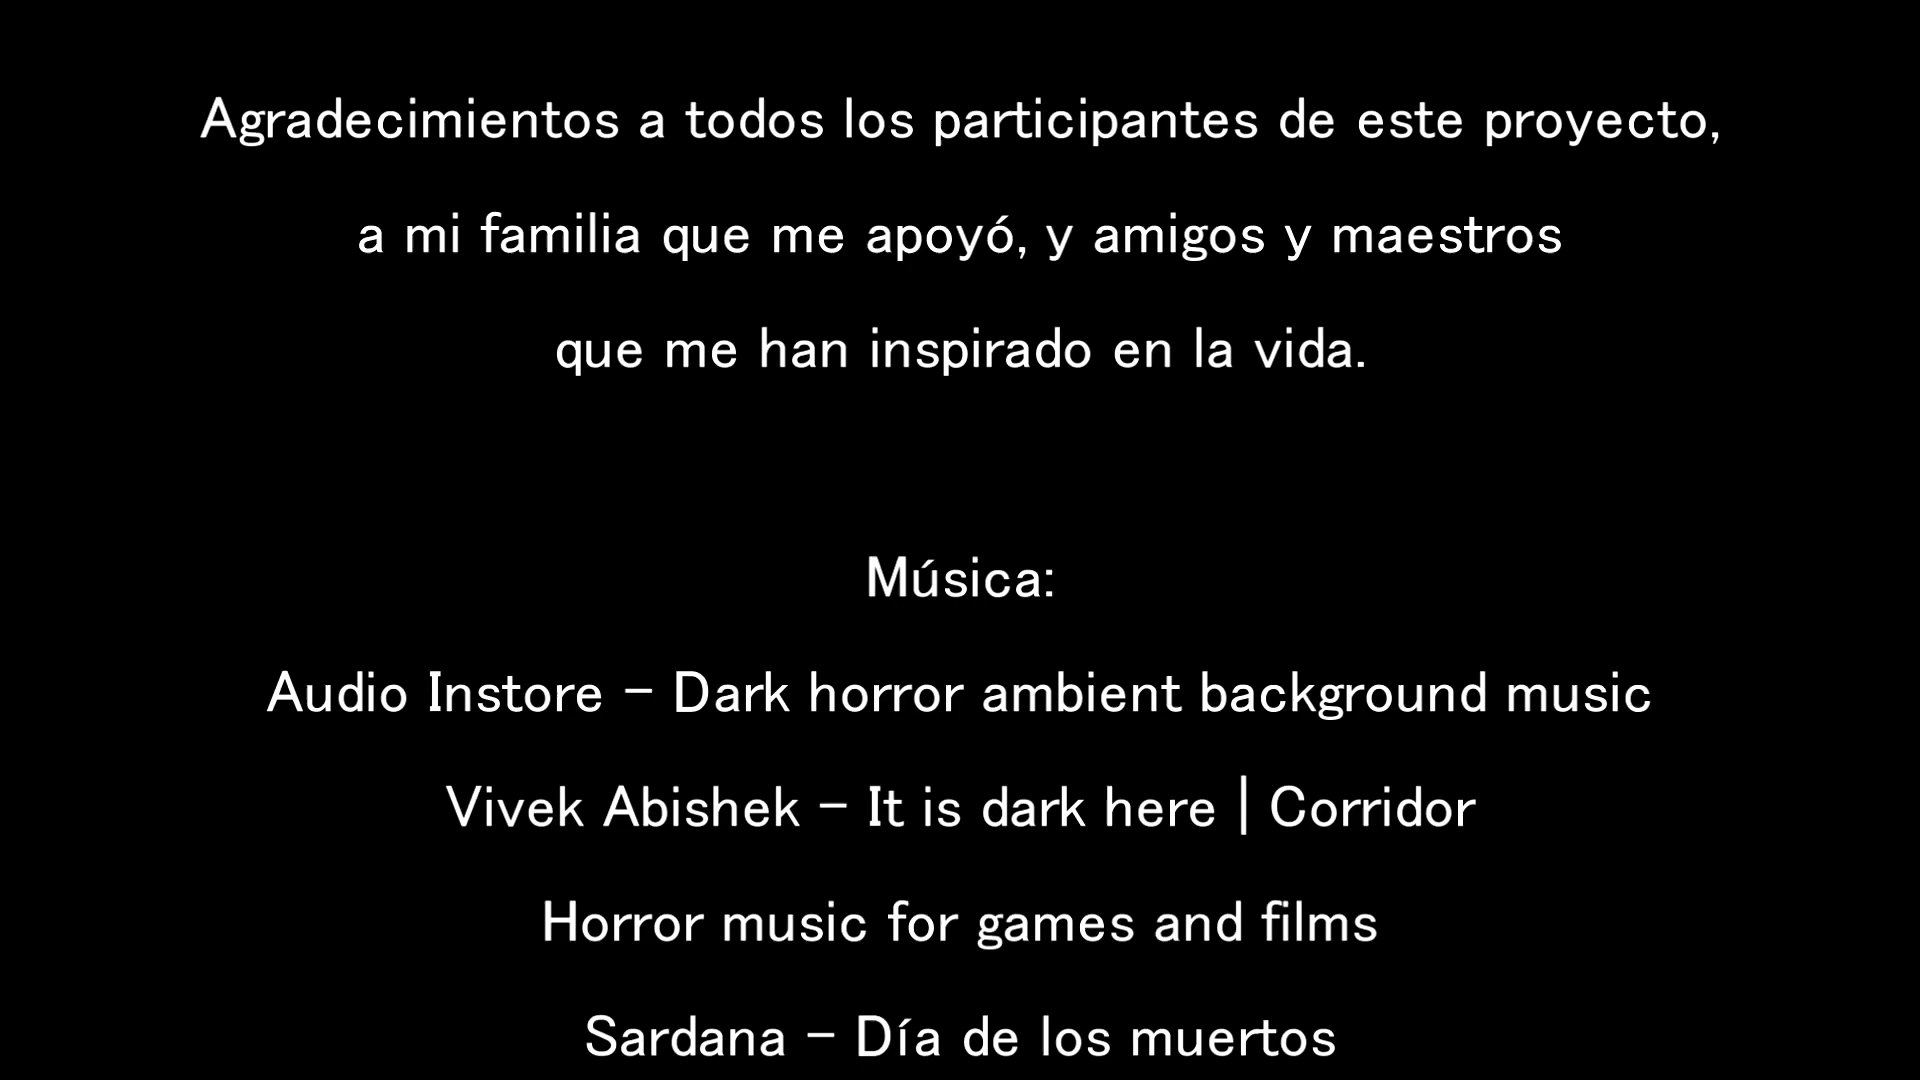 Agradecimientos a todos los participantes de este proyecto,
a mi familia que me apoyó, y amigos y maestros
que me han inspirado en la vida.
Música:
Audio Instore - Dark horror ambient background music
Vivek Abishek - It is dark here | Corridor
Horror music for games and films
Sardana - Día de los muertos